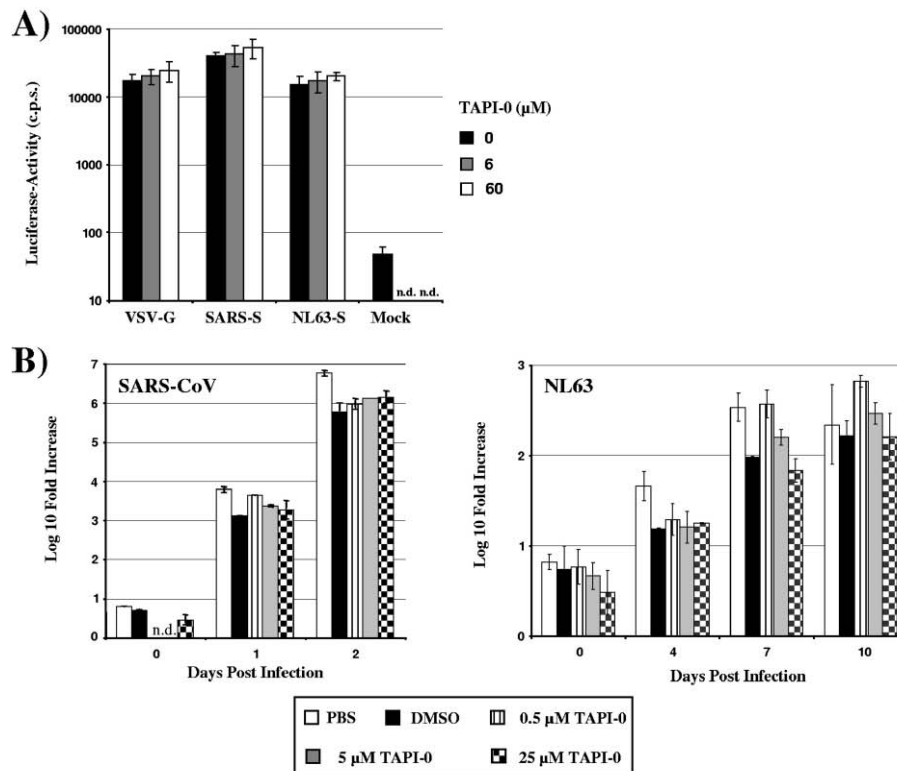 A)
100000
10000
1000
100
10
Luciferase-Activity (c.p.s.)
n.d. n.d.
VSV-G SARS-S NL63-S Mock
TAPI-0 (µM)
0
6
60
B)
SARS-CoV
7
6
5
4
3
2
1
0
Log 10 Fold Increase
n.d.
0 1 2
Days Post Infection
NL63
3
2
1
0
Log 10 Fold Increase
0 4 7 10
Days Post Infection
PBS DMSO 0.5 µM TAPI-0
5 µM TAPI-0 25 µM TAPI-0